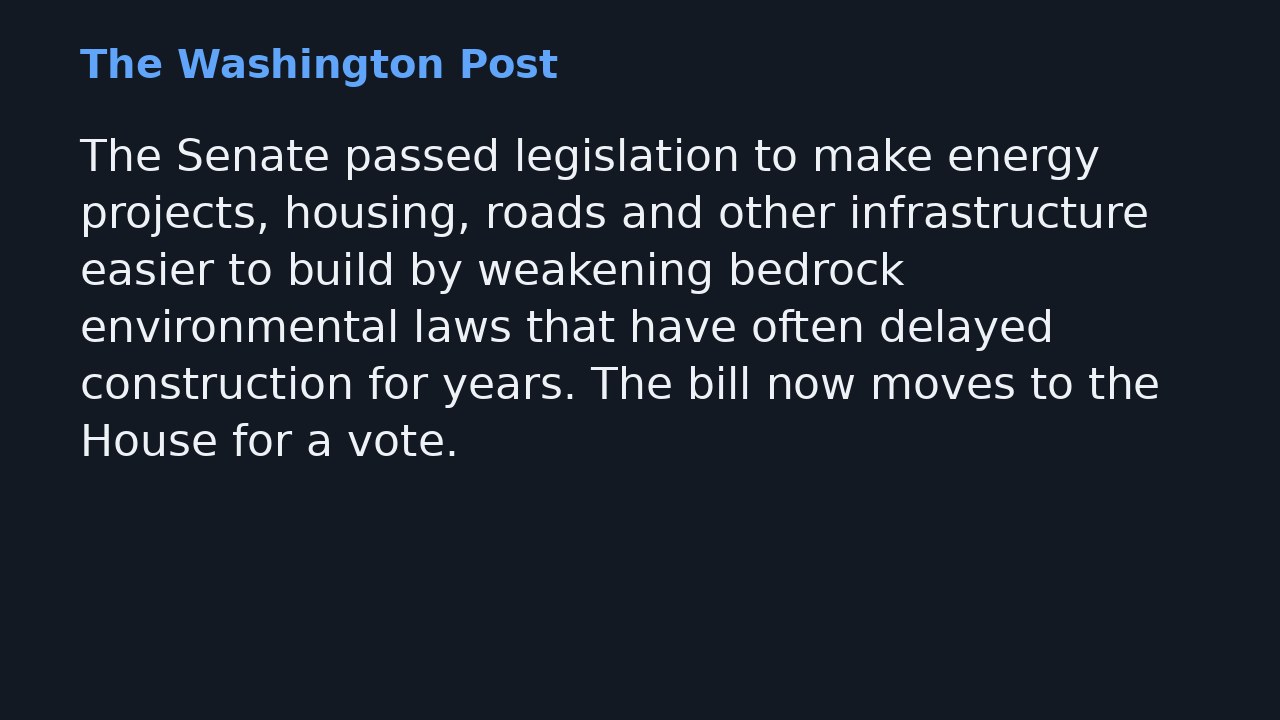 The Washington Post
The Senate passed legislation to make energy
projects, housing, roads and other infrastructure
easier to build by weakening bedrock
environmental laws that have often delayed
construction for years. The bill now moves to the
House for a vote.